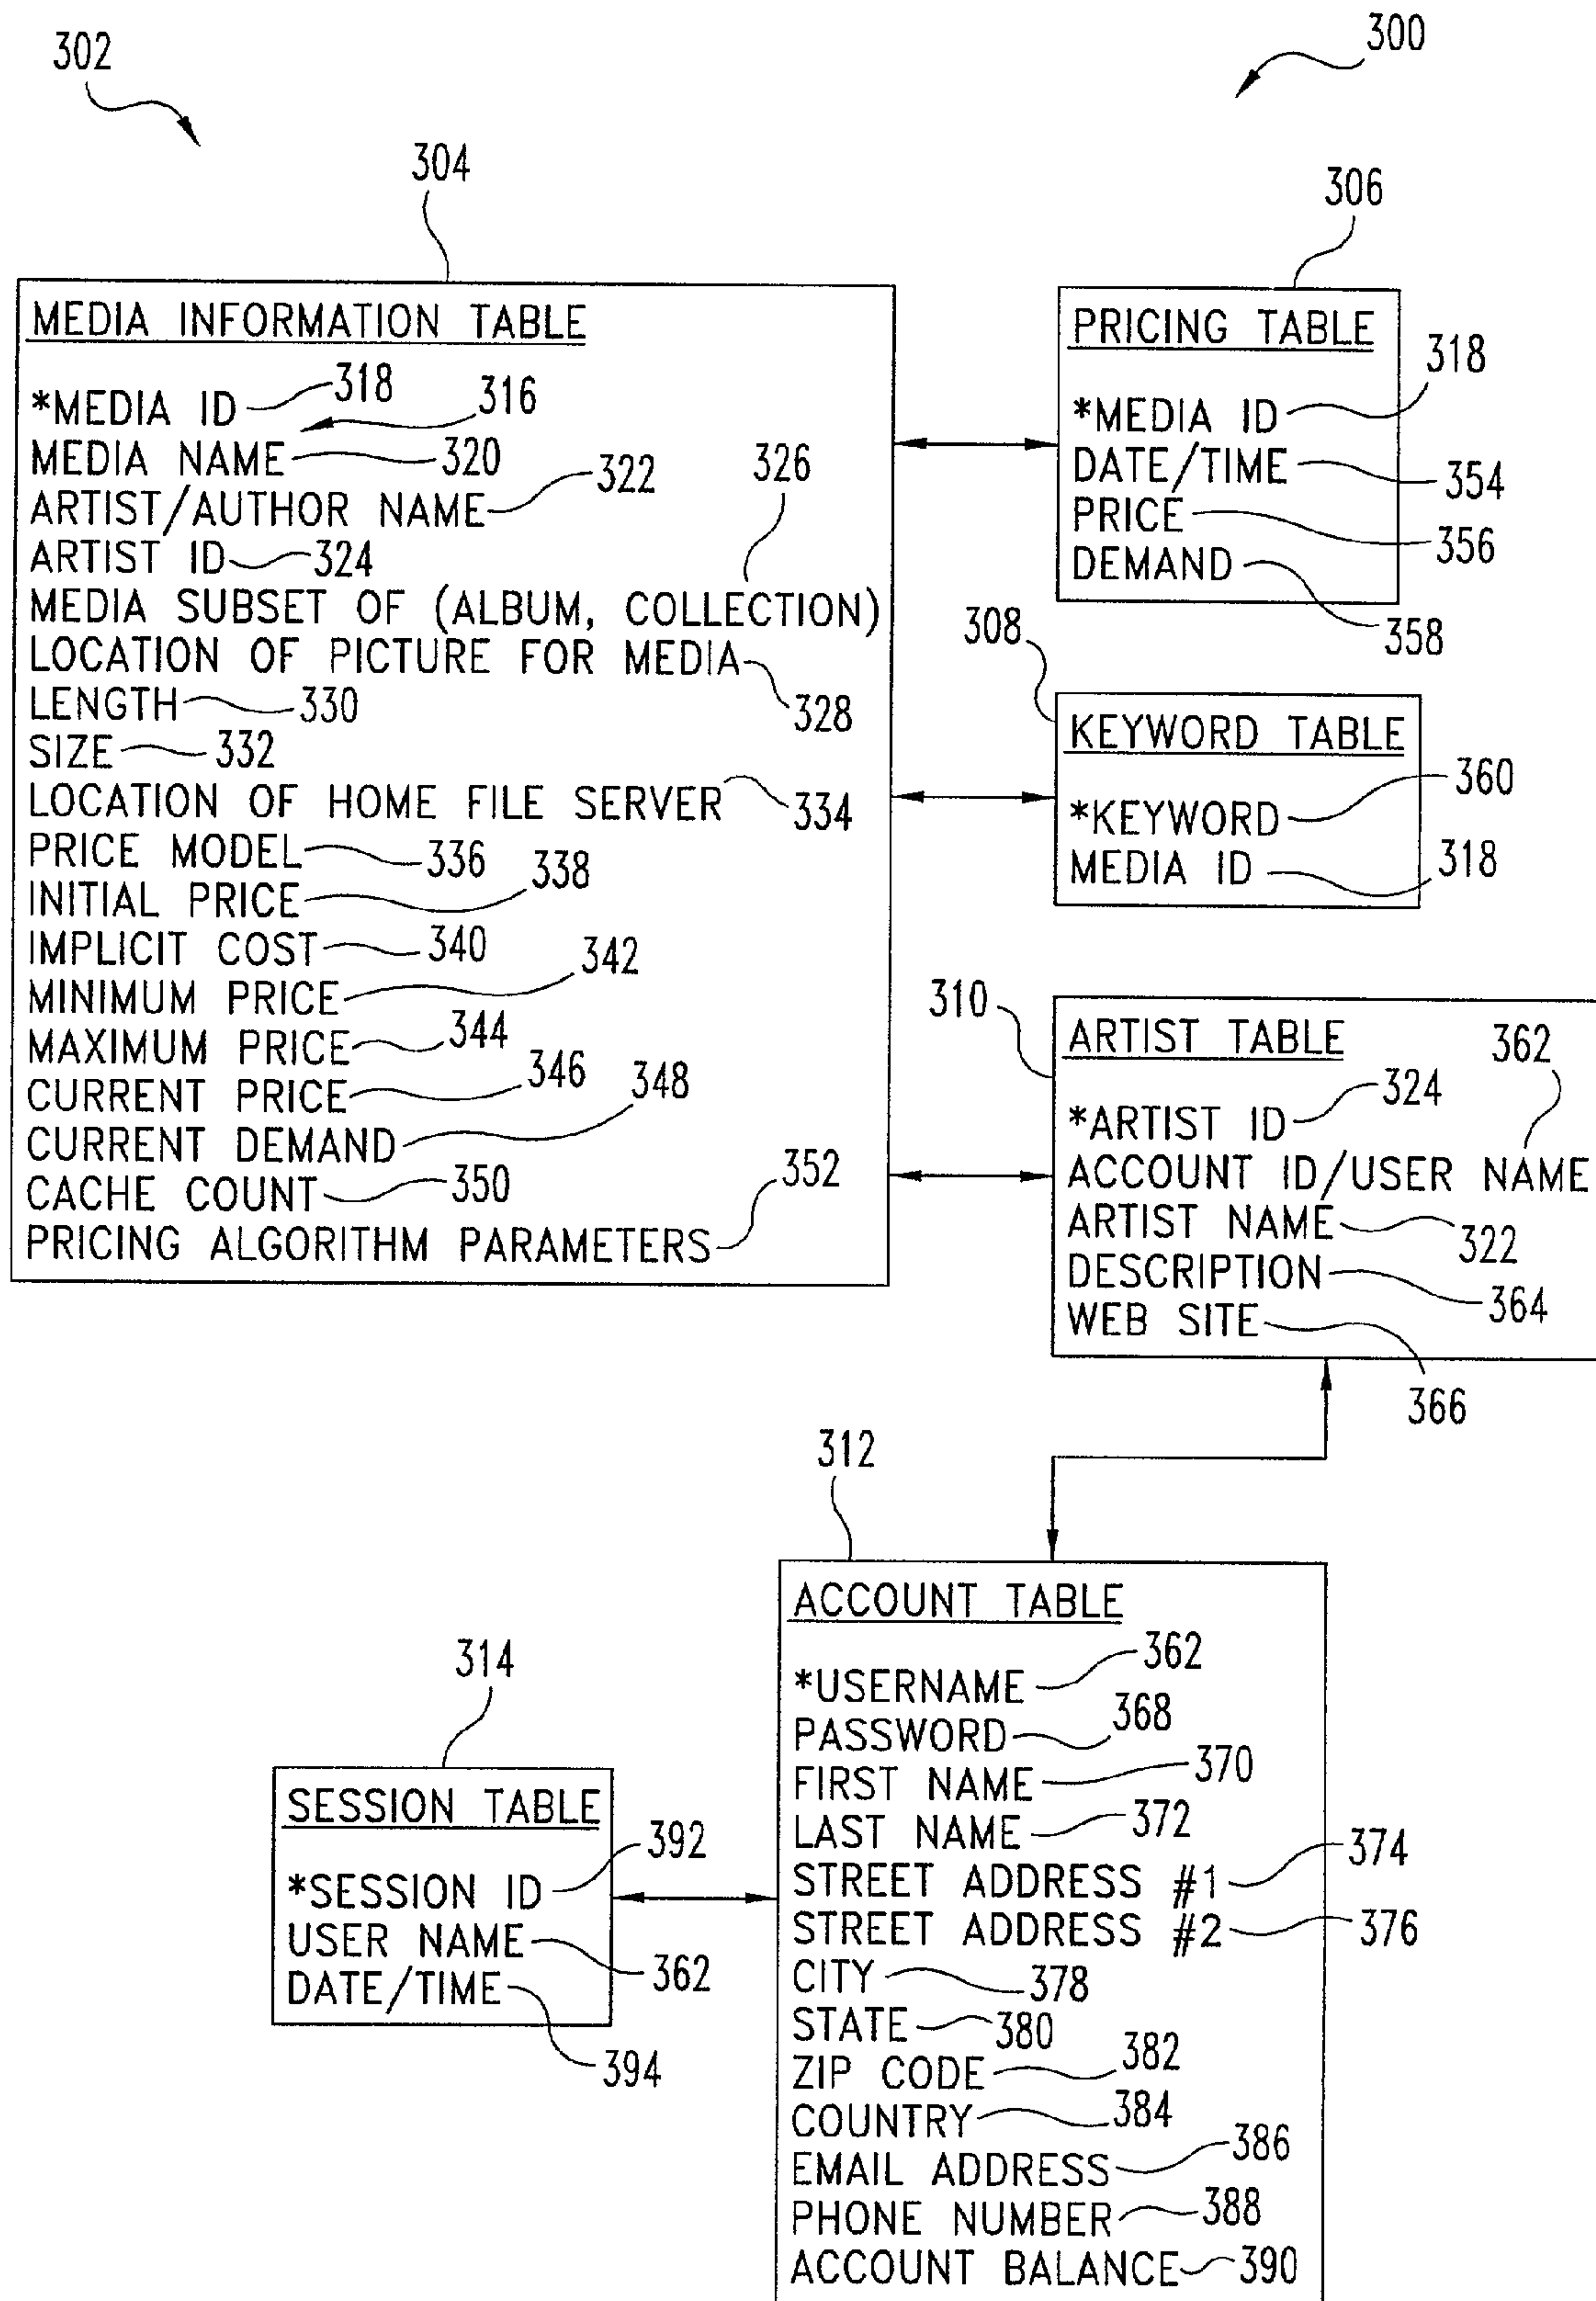 302
300
304
MEDIA INFORMATION TABLE
*MEDIA ID 318
316
MEDIA NAME 320
ARTIST/AUTHOR NAME 322
326
ARTIST ID 324
MEDIA SUBSET OF (ALBUM, COLLECTION)
LOCATION OF PICTURE FOR MEDIA 328
LENGTH 330
SIZE 332
LOCATION OF HOME FILE SERVER 334
PRICE MODEL 336
INITIAL PRICE 338
IMPLICIT COST 340
MINIMUM PRICE 342
MAXIMUM PRICE 344
CURRENT PRICE 346
CURRENT DEMAND 348
CACHE COUNT 350
PRICING ALGORITHM PARAMETERS 352
306
PRICING TABLE
*MEDIA ID 318
DATE/TIME 354
PRICE 356
DEMAND 358
308
KEYWORD TABLE
*KEYWORD 360
MEDIA ID 318
310
ARTIST TABLE
362
*ARTIST ID 324
ACCOUNT ID/USER NAME
ARTIST NAME 322
DESCRIPTION 364
WEB SITE 366
312
ACCOUNT TABLE
*USERNAME 362
PASSWORD 368
FIRST NAME 370
LAST NAME 372
STREET ADDRESS #1 374
STREET ADDRESS #2 376
CITY 378
STATE 380
ZIP CODE 382
COUNTRY 384
EMAIL ADDRESS 386
PHONE NUMBER 388
ACCOUNT BALANCE 390
314
SESSION TABLE
*SESSION ID 392
USER NAME 362
DATE/TIME 394